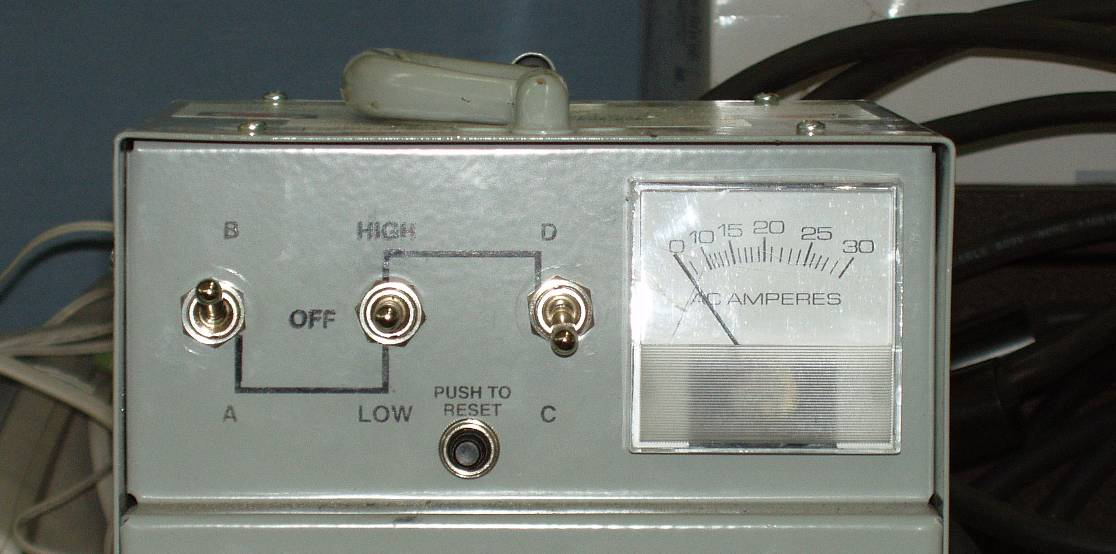 B
HIGH
D
OFF
A
LOW
C
PUSH TO
RESET
0 10 15 20 25 30
AC AMPERES